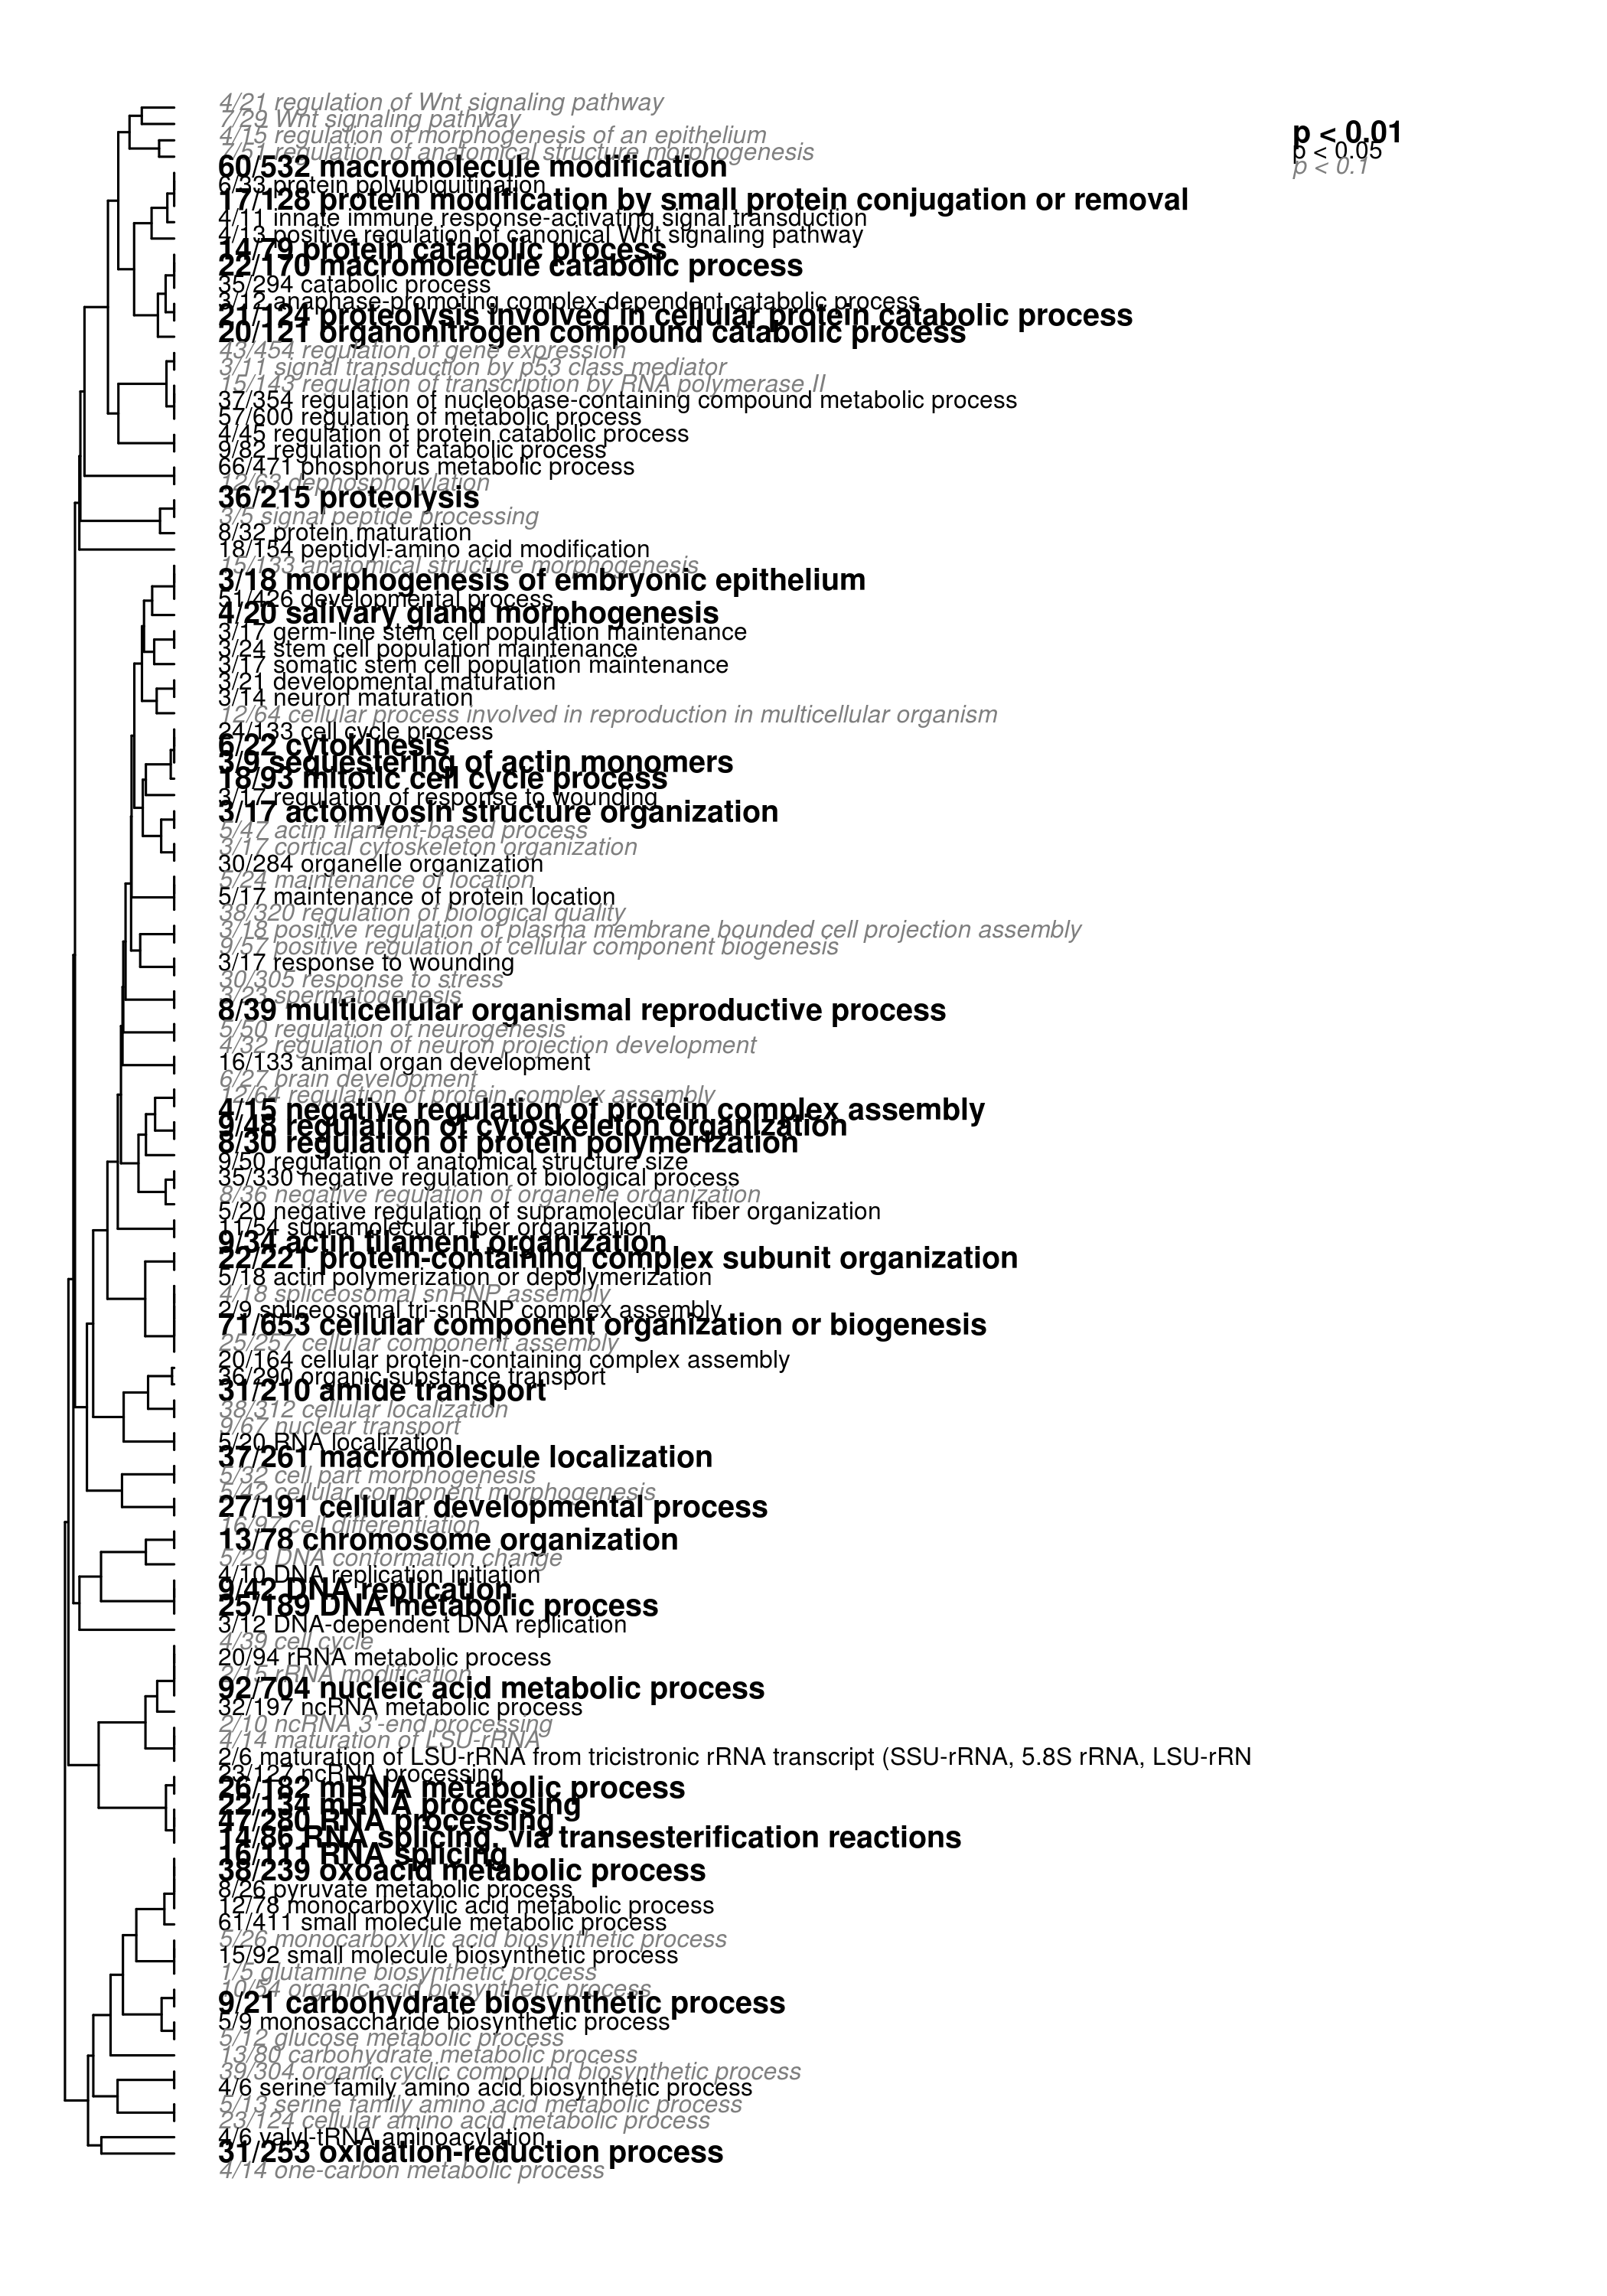 4/21 regulation of Wnt signaling pathway
7/29 Wnt signaling pathway
4/15 regulation of morphogenesis of an epithelium
7/51 regulation of anatomical structure morphogenesis
60/532 macromolecule modification
6/33 protein polyubiquitination
17/128 protein modification by small protein conjugation or removal
4/11 innate immune response-activating signal transduction
4/13 positive regulation of canonical Wnt signaling pathway
14/79 protein catabolic process
22/170 macromolecule catabolic process
35/294 catabolic process
3/12 anaphase-promoting complex-dependent catabolic process
21/124 proteolysis involved in cellular protein catabolic process
20/121 organonitrogen compound catabolic process
43/454 regulation of gene expression
3/11 signal transduction by p53 class mediator
15/143 regulation of transcription by RNA polymerase II
37/354 regulation of nucleobase-containing compound metabolic process
57/600 regulation of metabolic process
4/45 regulation of protein catabolic process
9/82 regulation of catabolic process
66/471 phosphorus metabolic process
12/63 dephosphorylation
36/215 proteolysis
3/5 signal peptide processing
8/32 protein maturation
18/154 peptidyl-amino acid modification
15/133 anatomical structure morphogenesis
3/18 morphogenesis of embryonic epithelium
51/426 developmental process
4/20 salivary gland morphogenesis
3/17 germ-line stem cell population maintenance
3/24 stem cell population maintenance
3/17 somatic stem cell population maintenance
3/21 developmental maturation
3/14 neuron maturation
12/64 cellular process involved in reproduction in multicellular organism
24/133 cell cycle process
6/22 cytokinesis
3/9 sequestering of actin monomers
18/93 mitotic cell cycle process
3/17 regulation of response to wounding
3/17 actomyosin structure organization
5/47 actin filament-based process
3/17 cortical cytoskeleton organization
30/284 organelle organization
5/24 maintenance of location
5/17 maintenance of protein location
38/320 regulation of biological quality
3/18 positive regulation of plasma membrane bounded cell projection assembly
9/57 positive regulation of cellular component biogenesis
3/17 response to wounding
30/305 response to stress
3/23 spermatogenesis
8/39 multicellular organismal reproductive process
5/50 regulation of neurogenesis
4/32 regulation of neuron projection development
16/133 animal organ development
6/27 brain development
12/64 regulation of protein complex assembly
4/15 negative regulation of protein complex assembly
9/48 regulation of cytoskeleton organization
8/30 regulation of protein polymerization
9/50 regulation of anatomical structure size
35/330 negative regulation of biological process
8/36 negative regulation of organelle organization
5/20 negative regulation of supramolecular fiber organization
11/54 supramolecular fiber organization
9/34 actin filament organization
22/221 protein-containing complex subunit organization
5/18 actin polymerization or depolymerization
4/18 spliceosomal snRNP assembly
2/9 spliceosomal tri-snRNP complex assembly
71/653 cellular component organization or biogenesis
25/257 cellular component assembly
20/164 cellular protein-containing complex assembly
36/290 organic substance transport
31/210 amide transport
38/312 cellular localization
9/67 nuclear transport
5/20 RNA localization
37/261 macromolecule localization
5/32 cell part morphogenesis
5/42 cellular component morphogenesis
27/191 cellular developmental process
16/97 cell differentiation
13/78 chromosome organization
5/29 DNA conformation change
4/10 DNA replication initiation
9/42 DNA replication
25/189 DNA metabolic process
3/12 DNA-dependent DNA replication
4/39 cell cycle
20/94 rRNA metabolic process
2/15 rRNA modification
92/704 nucleic acid metabolic process
32/197 ncRNA metabolic process
2/10 ncRNA 3'-end processing
4/14 maturation of LSU-rRNA
2/6 maturation of LSU-rRNA from tricistronic rRNA transcript (SSU-rRNA, 5.8S rRNA, LSU-rRN
23/127 ncRNA processing
26/182 mRNA metabolic process
22/134 mRNA processing
47/280 RNA processing
14/86 RNA splicing, via transesterification reactions
16/111 RNA splicing
38/239 oxoacid metabolic process
8/26 pyruvate metabolic process
12/78 monocarboxylic acid metabolic process
61/411 small molecule metabolic process
5/26 monocarboxylic acid biosynthetic process
15/92 small molecule biosynthetic process
1/5 glutamine biosynthetic process
10/54 organic acid biosynthetic process
9/21 carbohydrate biosynthetic process
5/9 monosaccharide biosynthetic process
5/12 glucose metabolic process
13/80 carbohydrate metabolic process
39/304 organic cyclic compound biosynthetic process
4/6 serine family amino acid biosynthetic process
5/13 serine family amino acid metabolic process
23/124 cellular amino acid metabolic process
4/6 valyl-tRNA aminoacylation
31/253 oxidation-reduction process
4/14 one-carbon metabolic process
p < 0.01
p < 0.05
p < 0.1